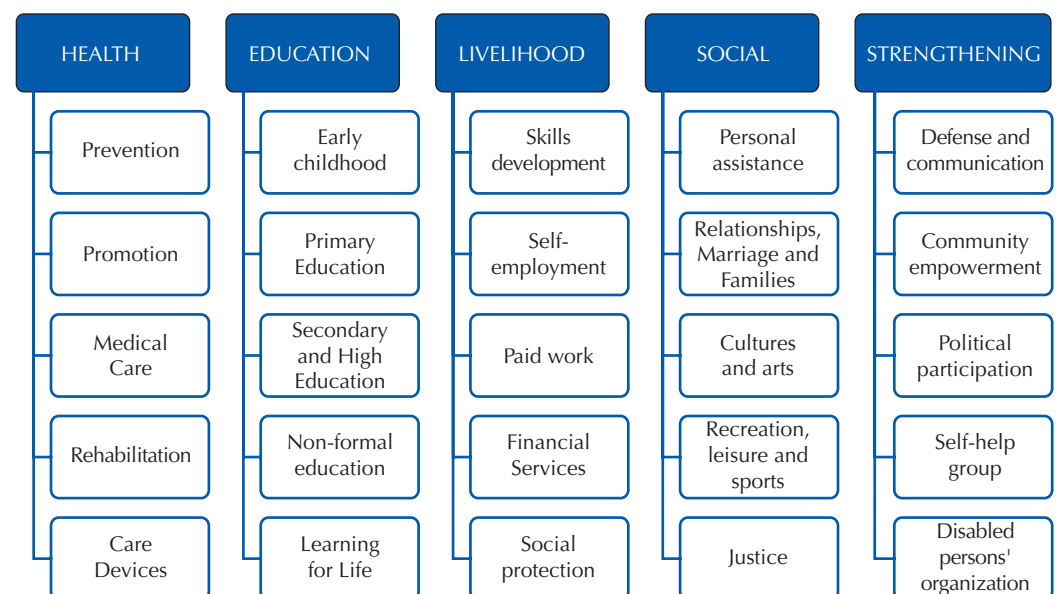 HEALTH
Prevention
Promotion
Medical
Care
Rehabilitation
Care
Devices
EDUCATION
Early
childhood
Primary
Education
Secondary
and High
Education
Non-formal
education
Learning
for Life
LIVELIHOOD
Skills
development
Self-
employment
Paid work
Financial
Services
Social
protection
SOCIAL
Personal
assistance
Relationships,
Marriage and
Families
Cultures
and arts
Recreation,
leisure and
sports
Justice
STRENGTHENING
Defense and
communication
Community
empowerment
Political
participation
Self-help
group
Disabled
persons'
organization